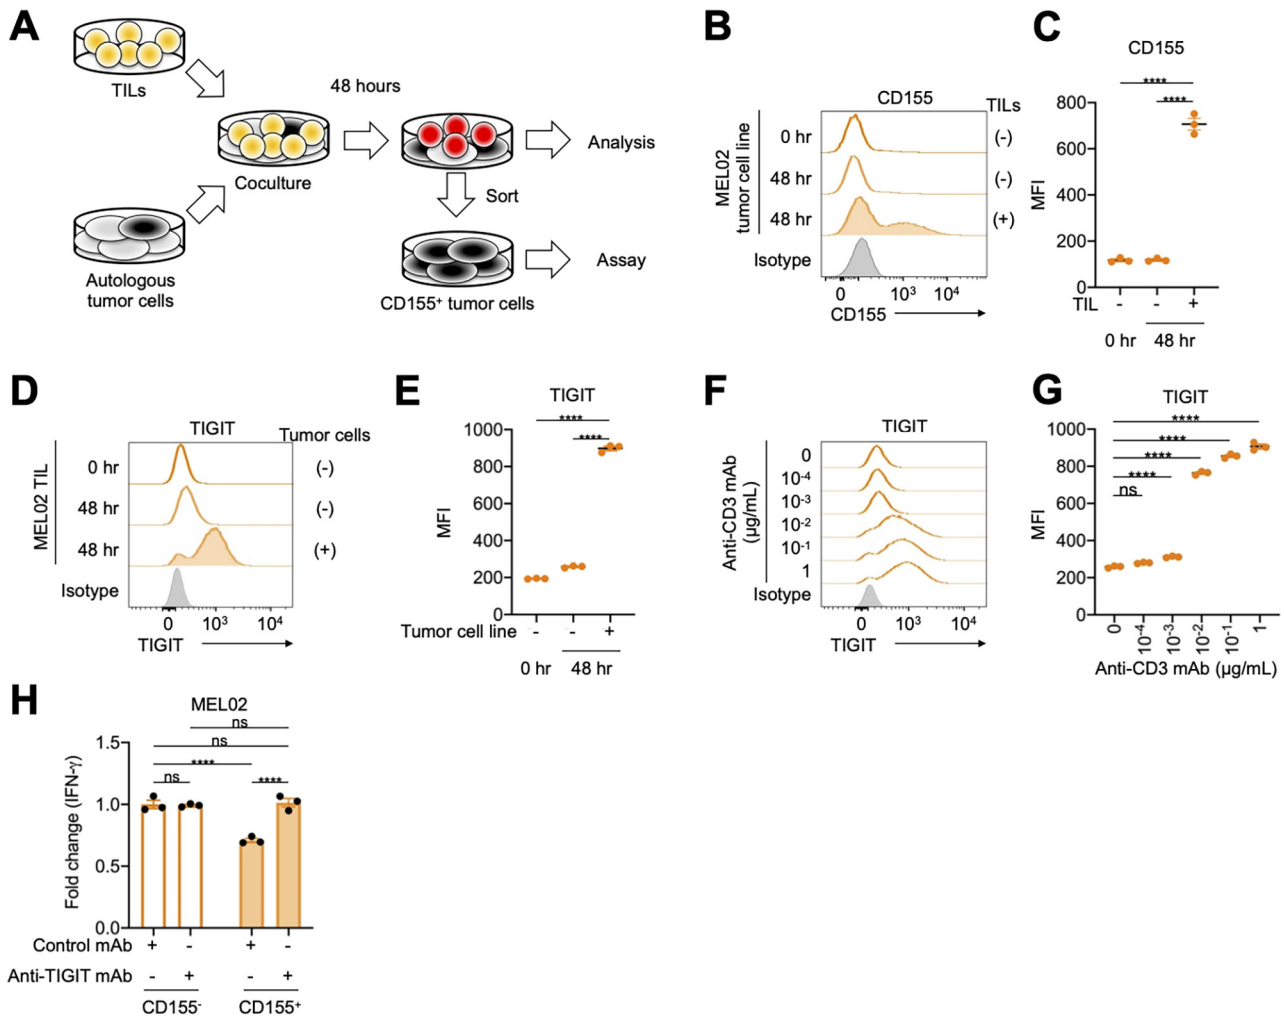 A
TILs
48 hours
Coculture
Analysis
Sort
Autologous
tumor cells
CD155⁺ tumor cells
Assay
B
CD155
TILs
MEL02
tumor cell line
0 hr
(-)
48 hr
(-)
48 hr
(+)
Isotype
0 10³ 10⁴
CD155
C
CD155
****
****
MFI
800
600
400
200
0
TIL - - +
0 hr 48 hr
D
TIGIT
Tumor cells
MEL02 TIL
0 hr (-)
48 hr (-)
48 hr (+)
Isotype
0 10³ 10⁴
TIGIT
E
TIGIT
****
****
MFI
1000
800
600
400
200
0
Tumor cell line - - +
0 hr 48 hr
F
TIGIT
Anti-CD3 mAb
(μg/mL)
0
10⁻⁴
10⁻³
10⁻²
10⁻¹
1
Isotype
0 10³ 10⁴
TIGIT
G
TIGIT
****
****
****
****
ns
MFI
1000
800
600
400
200
0
0 10⁻⁴ 10⁻³ 10⁻² 10⁻¹ 1
Anti-CD3 mAb (μg/mL)
H
MEL02
ns
ns
****
ns ****
Fold change (IFN-γ)
1.5
1.0
0.5
0.0
Control mAb + - + -
Anti-TIGIT mAb - + - +
CD155⁻ CD155⁺